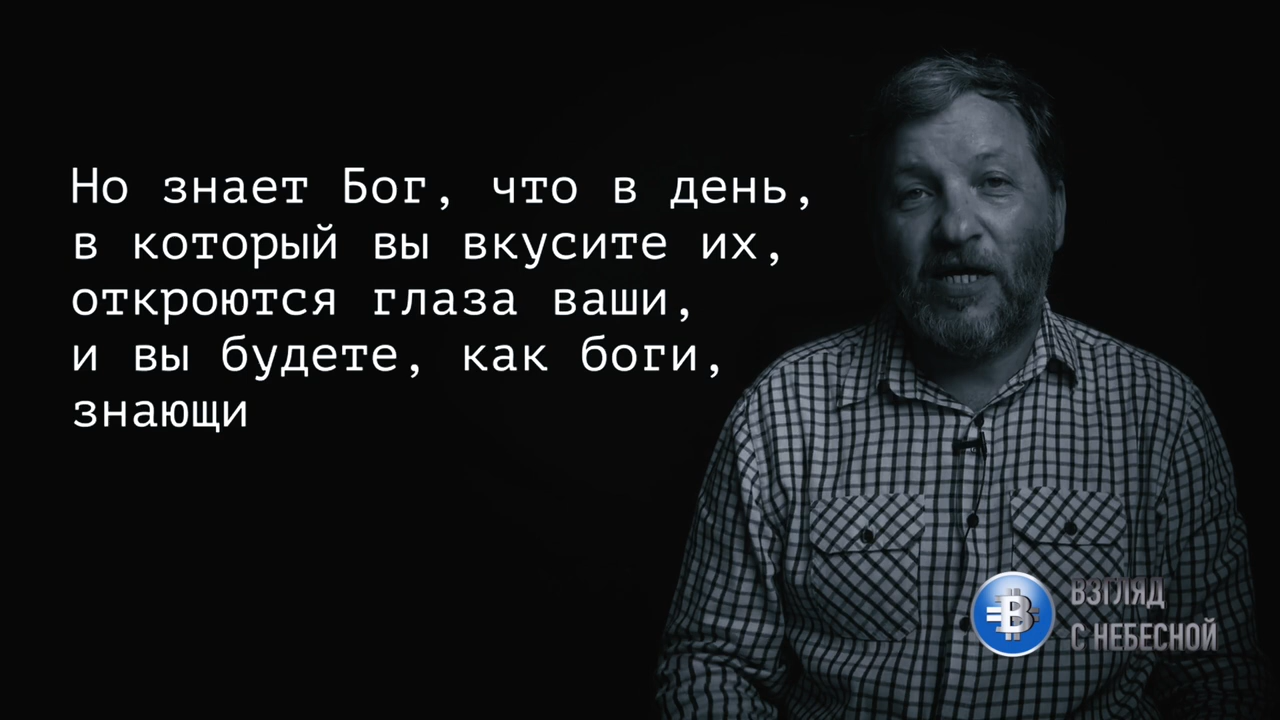 Но знает Бог, что в день,
в который вы вкусите их,
откроются глаза ваши,
и вы будете, как боги,
знающи
ВЗГЛЯД
С НЕБЕСНОЙ